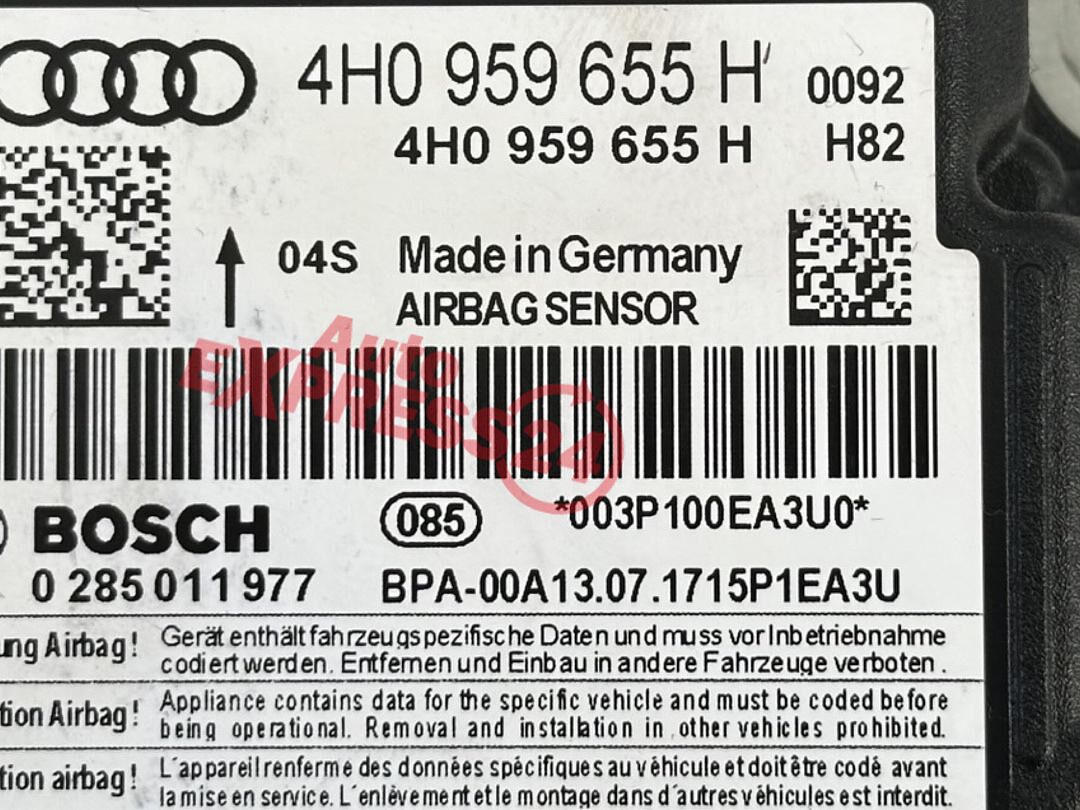 4H0 959 655 H 0092
4H0 959 655 H H82
04S Made in Germany
AIRBAG SENSOR
Auto
EXPRESS24
BOSCH 085 *003P100EA3U0*
0 285 011 977 BPA-00A13.07.1715P1EA3U
ung Airbag! Gerät enthält fahrzeugspezifische Daten und muss vor Inbetriebnahme
codiert werden. Entfernen und Einbau in andere Fahrzeuge verboten.
tion Airbag! Appliance contains data for the specific vehicle and must be coded before
being operational. Removal and installation in other vehicles prohibited.
tion airbag! L'appareil renferme des données spécifiques au véhicule et doit être codé avant
la mise en service. L'enlèvement et le montage dans d'autres véhicules est interdit.